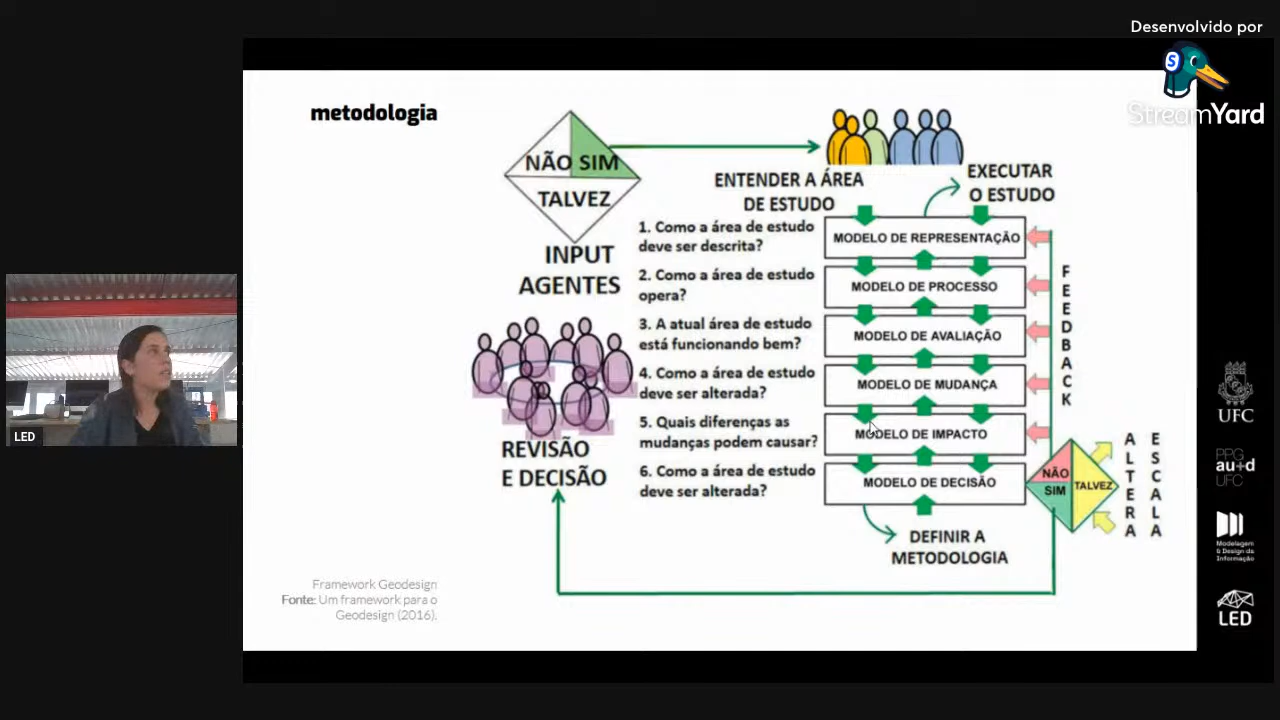 Desenvolvido por
StreamYard
metodologia
NÃO SIM
TALVEZ
INPUT
AGENTES
REVISÃO
E DECISÃO
ENTENDER A ÁREA
DE ESTUDO
EXECUTAR
O ESTUDO
1. Como a área de estudo
deve ser descrita?
MODELO DE REPRESENTAÇÃO
2. Como a área de estudo
opera?
MODELO DE PROCESSO
3. A atual área de estudo
está funcionando bem?
MODELO DE AVALIAÇÃO
4. Como a área de estudo
deve ser alterada?
MODELO DE MUDANÇA
5. Quais diferenças as
mudanças podem causar?
MODELO DE IMPACTO
6. Como a área de estudo
deve ser alterada?
MODELO DE DECISÃO
DEFINIR A
METODOLOGIA
FEEDBACK
NÃO
SIM
TALVEZ
ALTERA
ESCALA
Framework Geodesign
Fonte: Um framework para o
Geodesign (2016).
LED
UFC
PPG
au+d
UFC
Modelagem
& Design da
Informação
LED